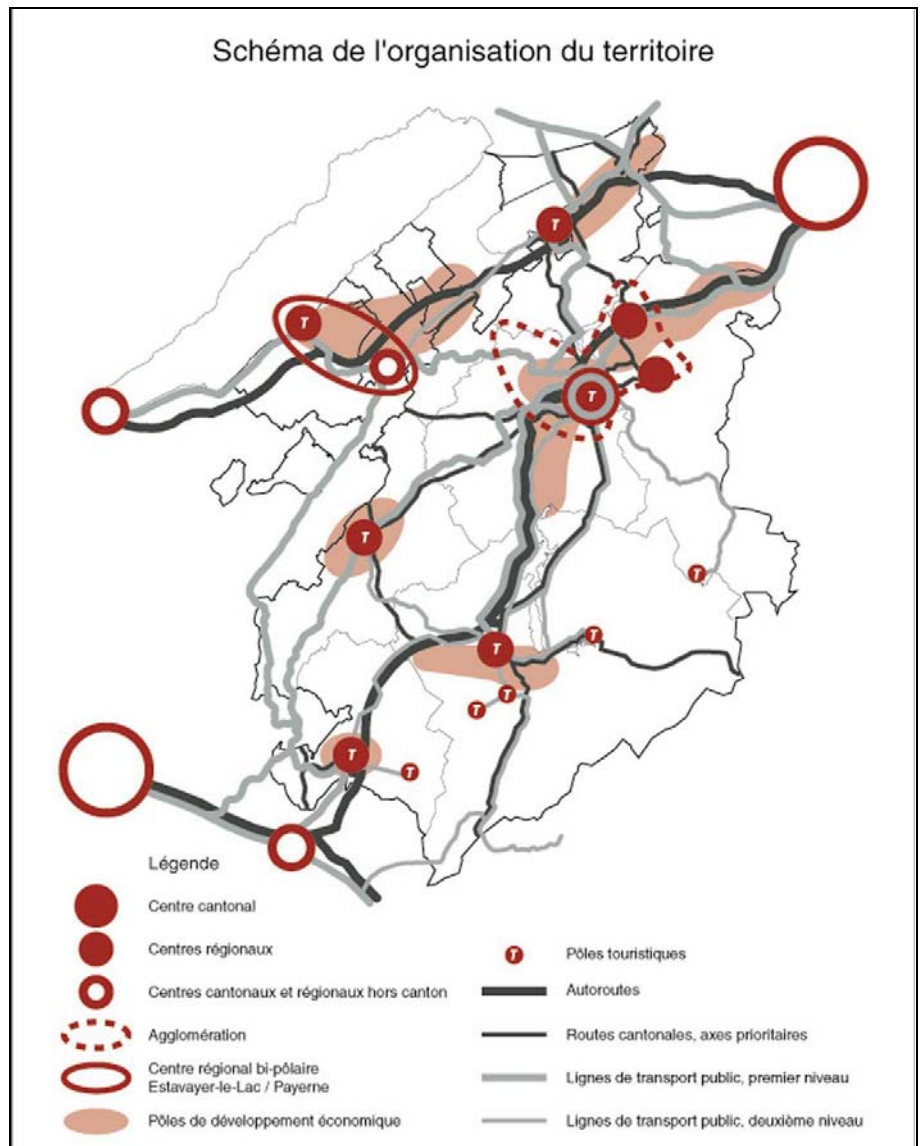 Schéma de l'organisation du territoire
T
T
T
T
T
T
T
T
T
T
T
Légende
Centre cantonal
Centres régionaux
Centres cantonaux et régionaux hors canton
Agglomération
Centre régional bi-pôlaire
Estavayer-le-Lac / Payerne
Pôles de développement économique
T
Pôles touristiques
Autoroutes
Routes cantonales, axes prioritaires
Lignes de transport public, premier niveau
Lignes de transport public, deuxième niveau